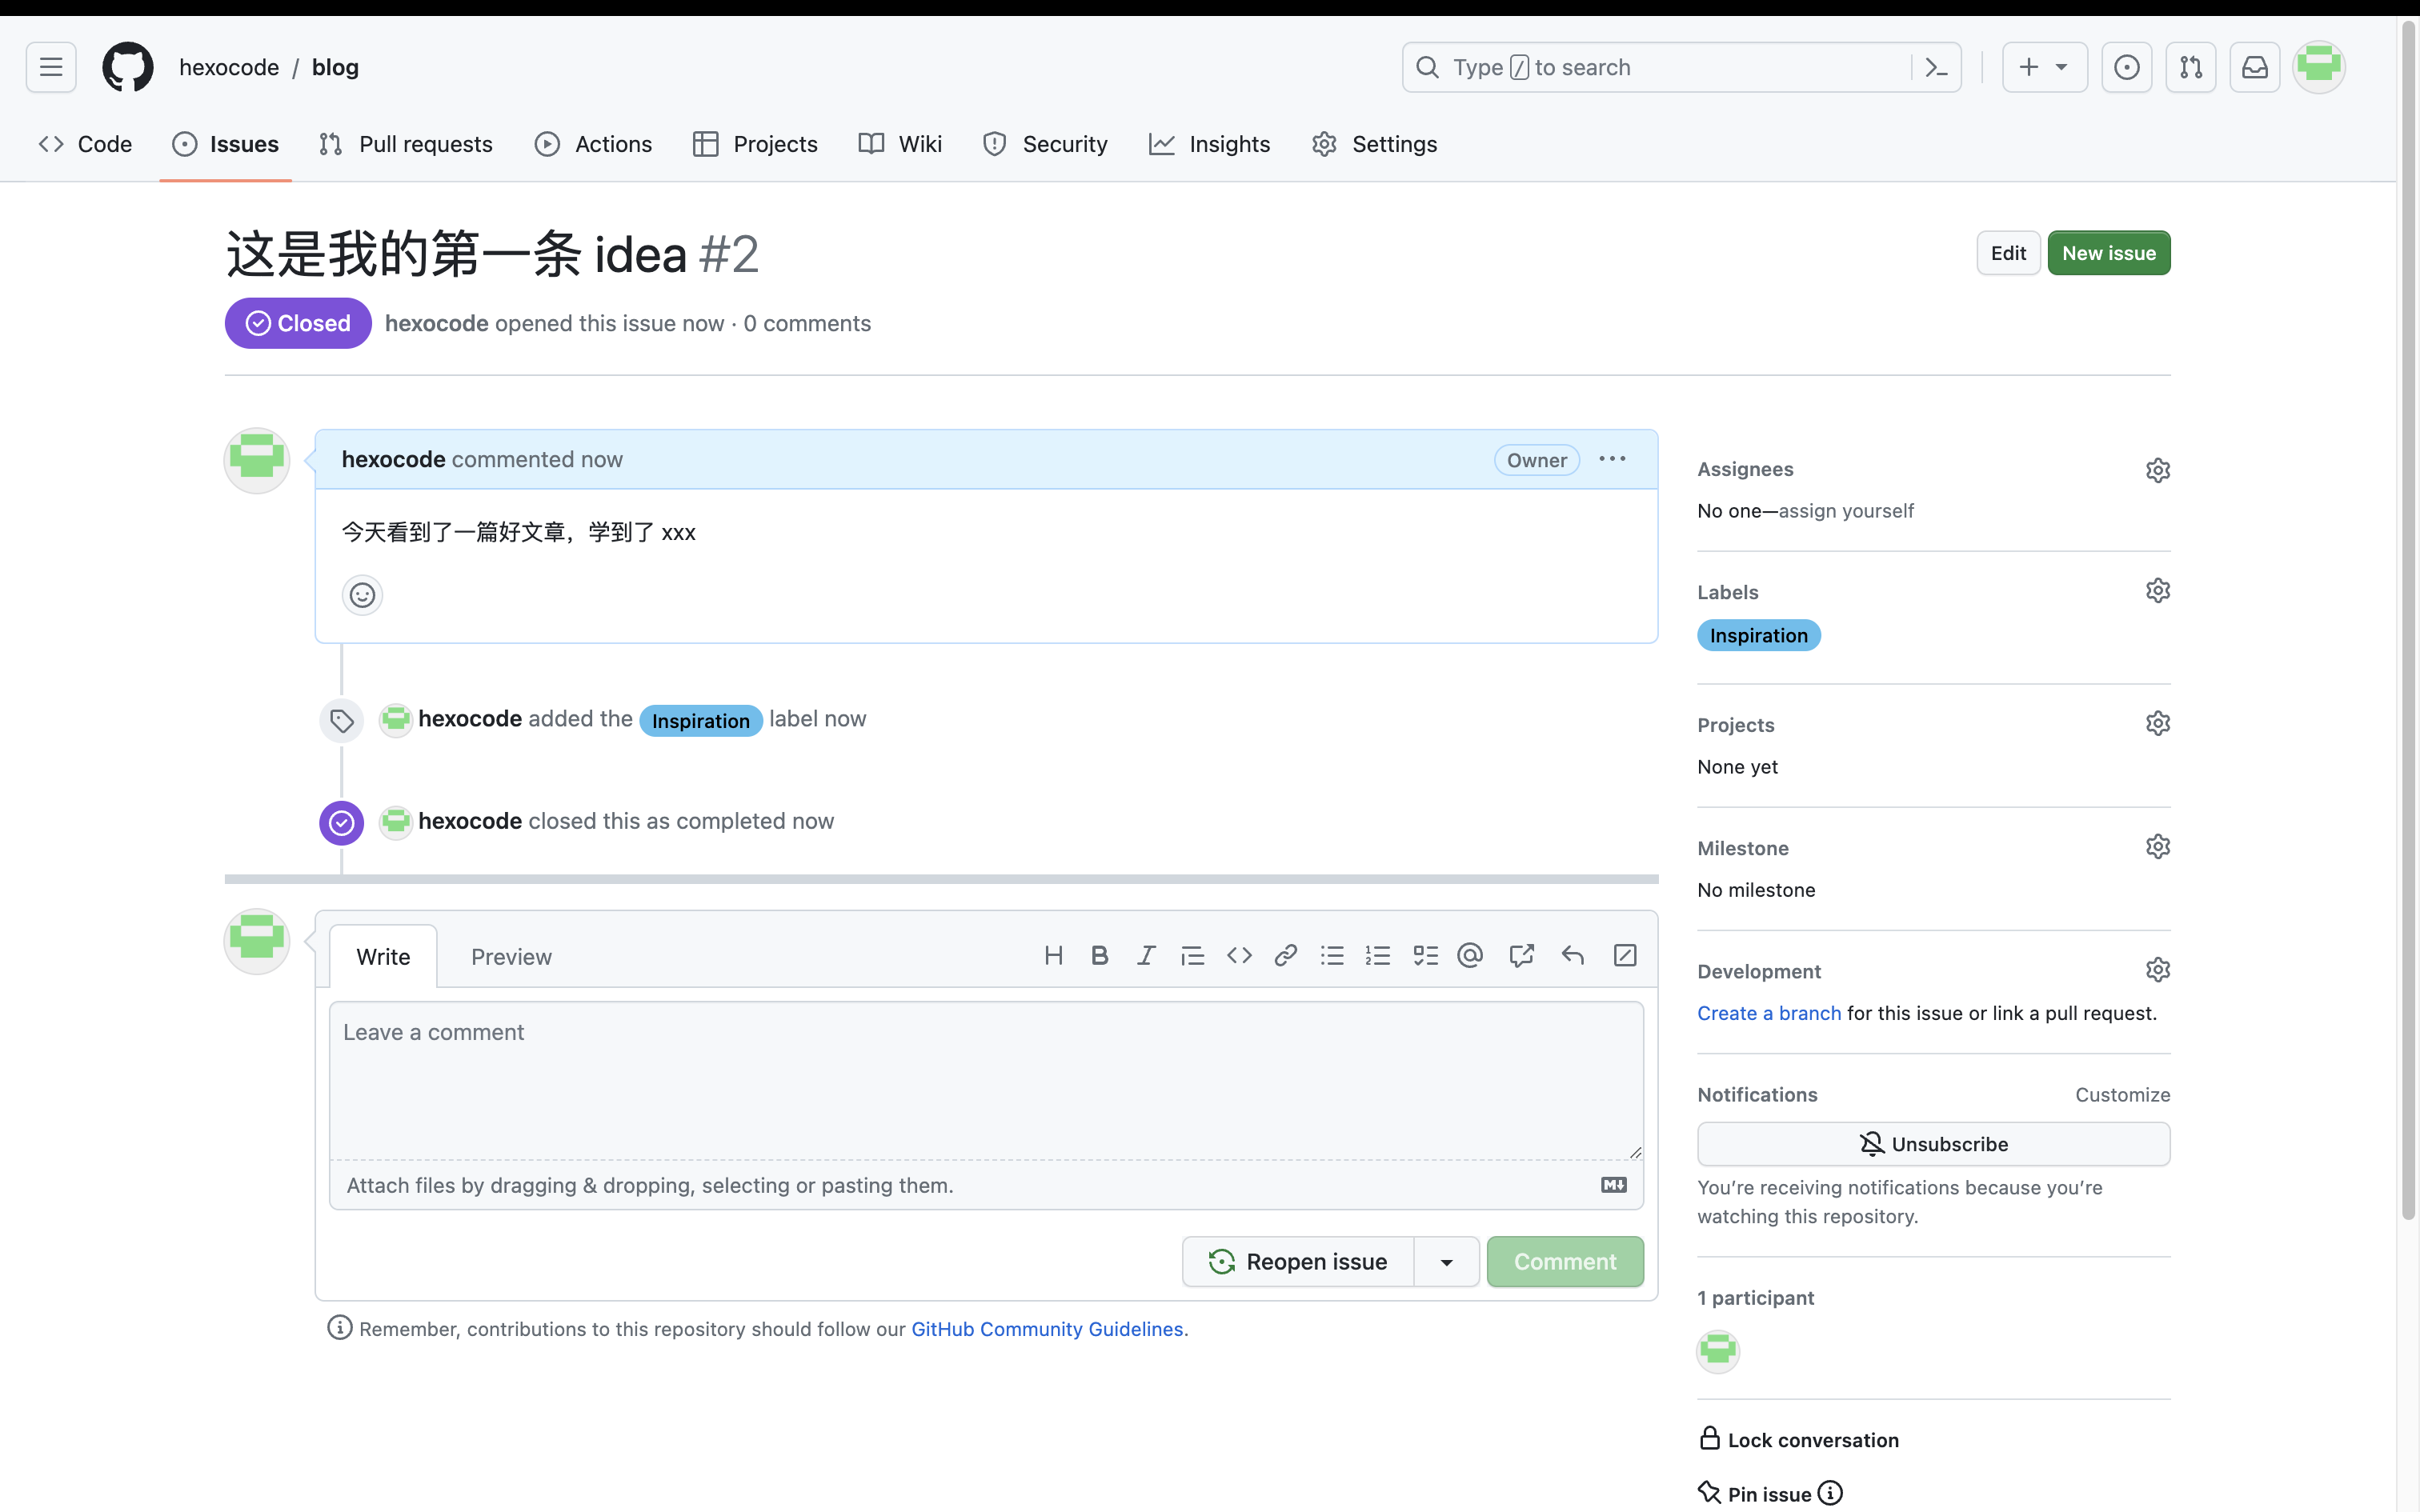 hexocode / blog
Type / to search
Code Issues Pull requests Actions Projects Wiki Security Insights Settings
这是我的第一条 idea #2
Edit New issue
Closed hexocode opened this issue now · 0 comments
hexocode commented now Owner
今天看到了一篇好文章，学到了 xxx
hexocode added the Inspiration label now
hexocode closed this as completed now
Write Preview
Leave a comment
Attach files by dragging & dropping, selecting or pasting them.
Reopen issue Comment
Remember, contributions to this repository should follow our GitHub Community Guidelines.
Assignees
No one—assign yourself
Labels
Inspiration
Projects
None yet
Milestone
No milestone
Development
Create a branch for this issue or link a pull request.
Notifications Customize
Unsubscribe
You’re receiving notifications because you’re
watching this repository.
1 participant
Lock conversation
Pin issue